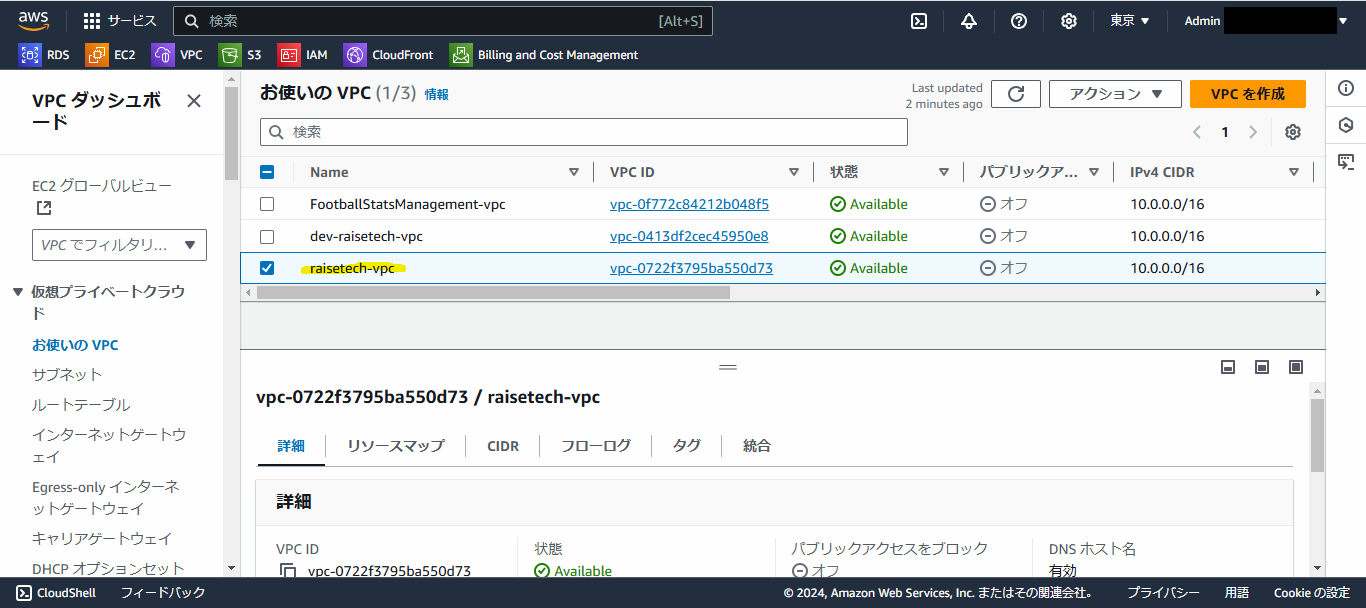 aws サービス 検索 [Alt+S] 東京 Admin
RDS EC2 VPC S3 IAM CloudFront Billing and Cost Management
VPC ダッシュボ
ード
EC2 グローバルビュー
VPC でフィルタリ...
仮想プライベートクラウ
ド
お使いの VPC
サブネット
ルートテーブル
インターネットゲートウ
ェイ
Egress-only インターネ
ットゲートウェイ
キャリアゲートウェイ
DHCP オプションセット
お使いの VPC (1/3) 情報
Last updated
2 minutes ago
アクション
VPC を作成
検索
1
Name VPC ID 状態 パブリックア... IPv4 CIDR
FootballStatsManagement-vpc vpc-0f772c84212b048f5 Available オフ 10.0.0.0/16
dev-raisetech-vpc vpc-0413df2cec45950e8 Available オフ 10.0.0.0/16
raisetech-vpc vpc-0722f3795ba550d73 Available オフ 10.0.0.0/16
vpc-0722f3795ba550d73 / raisetech-vpc
詳細 リソースマップ CIDR フローログ タグ 統合
詳細
VPC ID 状態 パブリックアクセスをブロック DNS ホスト名
vpc-0722f3795ba550d73 Available オフ 有効
CloudShell フィードバック © 2024, Amazon Web Services, Inc. またはその関連会社。 プライバシー 用語 Cookie の設定